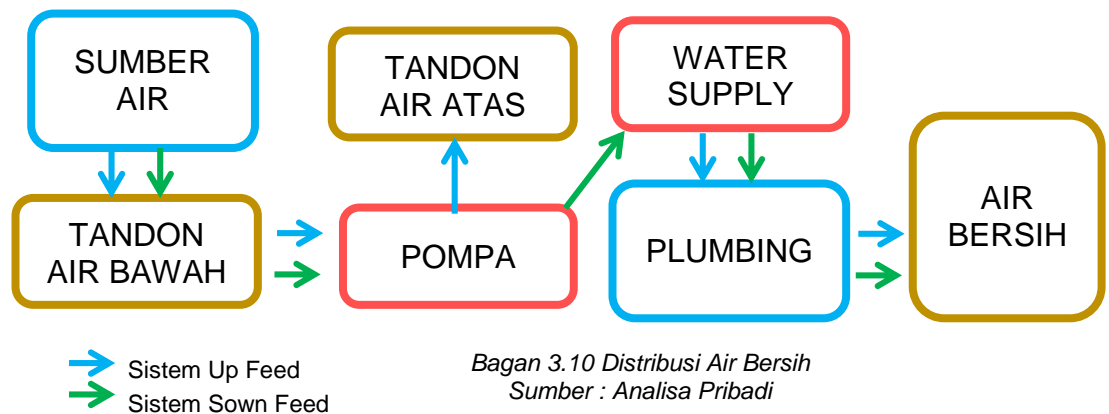 SUMBER
AIR
TANDON
AIR ATAS
WATER
SUPPLY
TANDON
AIR BAWAH
POMPA
PLUMBING
AIR
BERSIH
Sistem Up Feed
Sistem Sown Feed
Bagan 3.10 Distribusi Air Bersih
Sumber : Analisa Pribadi